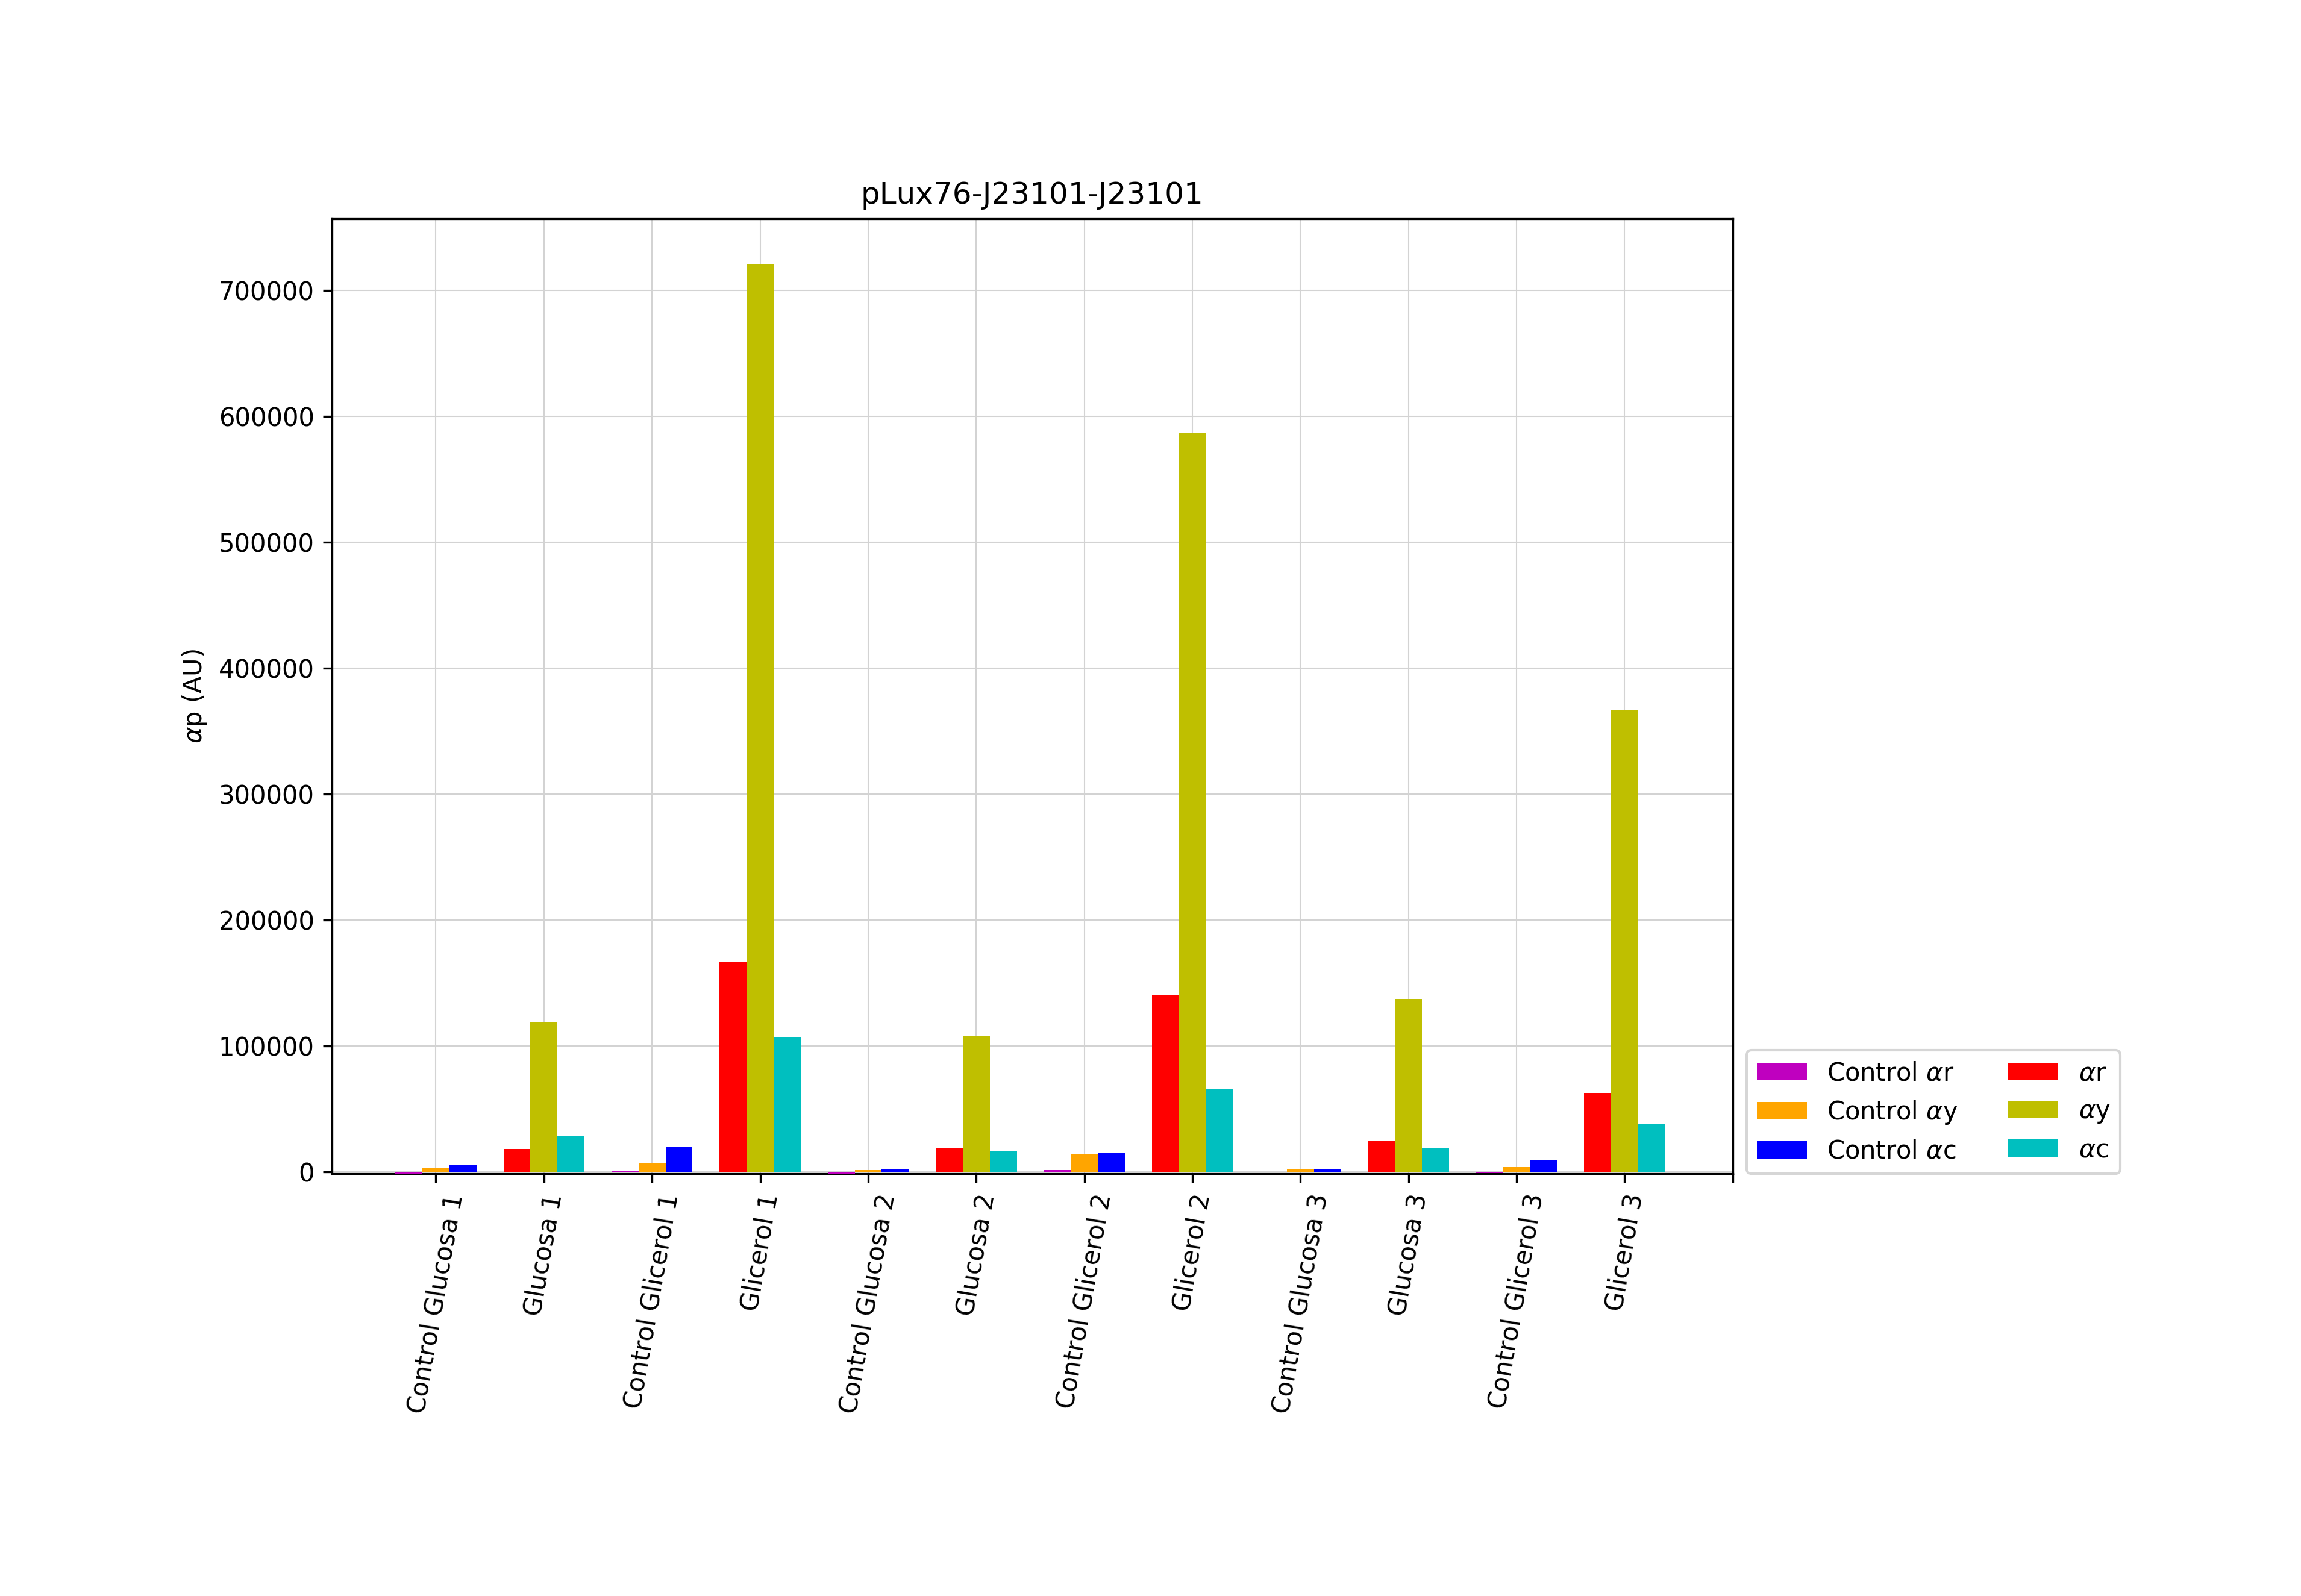 pLux76-J23101-J23101
αp (AU)
700000
600000
500000
400000
300000
200000
100000
0
Control Glucosa 1
Glucosa 1
Control Glicerol 1
Glicerol 1
Control Glucosa 2
Glucosa 2
Control Glicerol 2
Glicerol 2
Control Glucosa 3
Glucosa 3
Control Glicerol 3
Glicerol 3
Control αr
Control αy
Control αc
αr
αy
αc